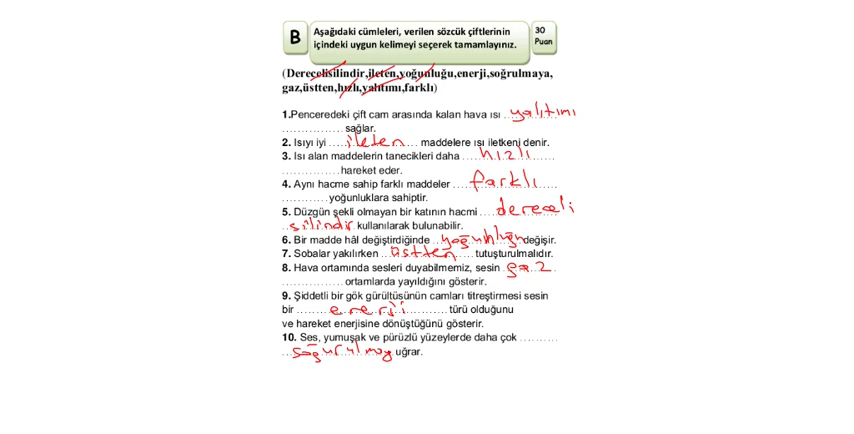 B
Aşağıdaki cümleleri, verilen sözcük çiftlerinin
içindeki uygun kelimeyi seçerek tamamlayınız.
30
Puan
(Derecelisilindir,ileten,yoğunluğu,enerji,soğrulmaya,
gaz,üstten,hızlı,yalıtımı,farklı)
1.Penceredeki çift cam arasında kalan hava ısı yalıtımı
sağlar.
2. Isıyı iyi ileten maddelere ısı iletkeni denir.
3. Isı alan maddelerin tanecikleri daha hızlı
hareket eder.
4. Aynı hacme sahip farklı maddeler farklı
yoğunluklara sahiptir.
5. Düzgün şekli olmayan bir katının hacmi dereceli
silindir kullanılarak bulunabilir.
6. Bir madde hâl değiştirdiğinde yoğunluğu değişir.
7. Sobalar yakılırken üstten tutuşturulmalıdır.
8. Hava ortamında sesleri duyabilmemiz, sesin gaz
ortamlarda yayıldığını gösterir.
9. Şiddetli bir gök gürültüsünün camları titreştirmesi sesin
bir enerji türü olduğunu
ve hareket enerjisine dönüştüğünü gösterir.
10. Ses, yumuşak ve pürüzlü yüzeylerde daha çok
uğrar.